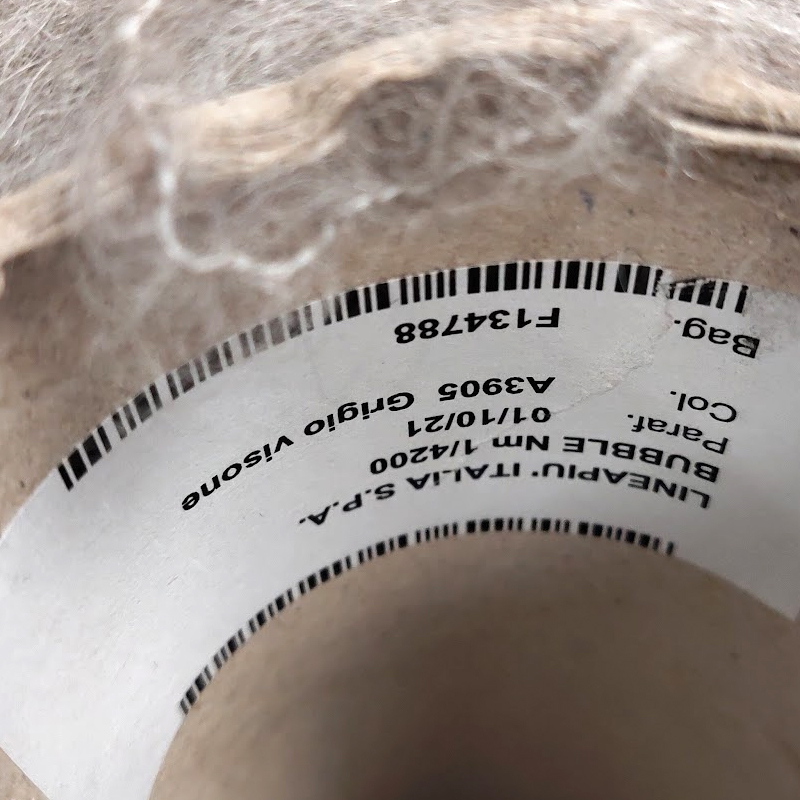 LINEAPIU' ITALIA S.P.A.
BUBBLE Nm 1/4200
Paraf. 01/10/21
Col. A3905 Grigio visone
Bag. F134788